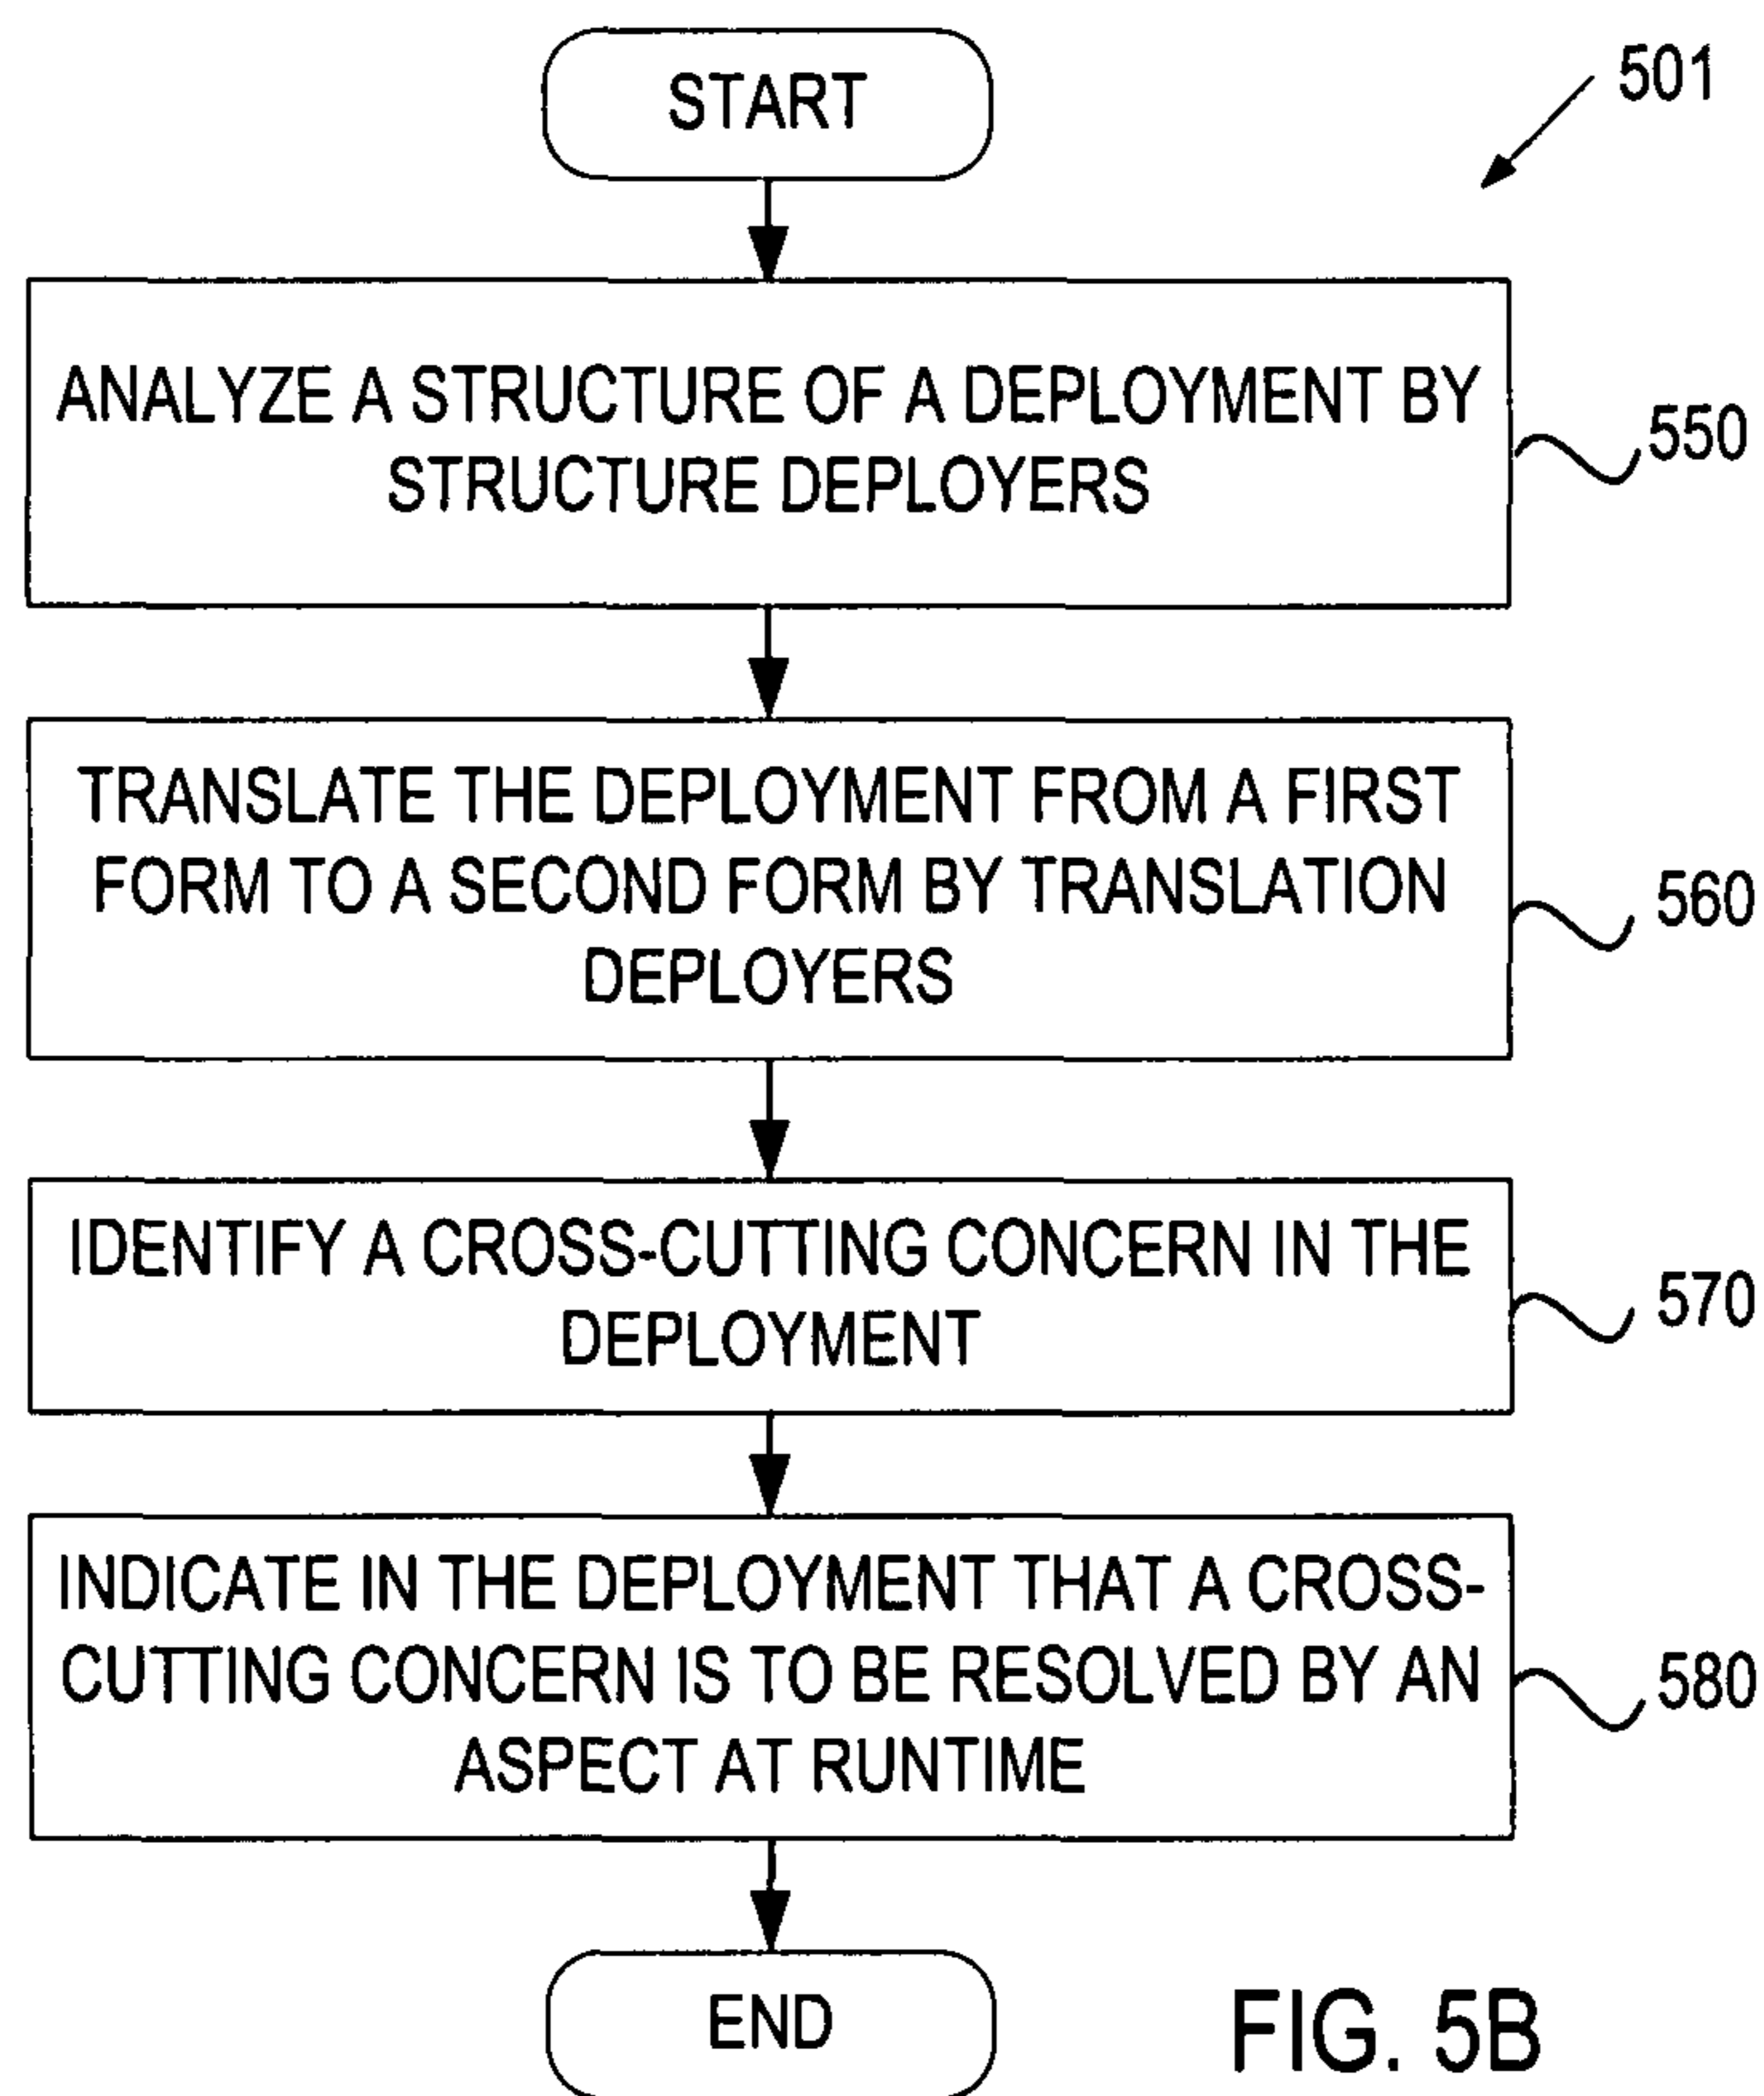 START
501
ANALYZE A STRUCTURE OF A DEPLOYMENT BY
STRUCTURE DEPLOYERS
550
TRANSLATE THE DEPLOYMENT FROM A FIRST
FORM TO A SECOND FORM BY TRANSLATION
DEPLOYERS
560
IDENTIFY A CROSS-CUTTING CONCERN IN THE
DEPLOYMENT
570
INDICATE IN THE DEPLOYMENT THAT A CROSS-
CUTTING CONCERN IS TO BE RESOLVED BY AN
ASPECT AT RUNTIME
580
END
FIG. 5B